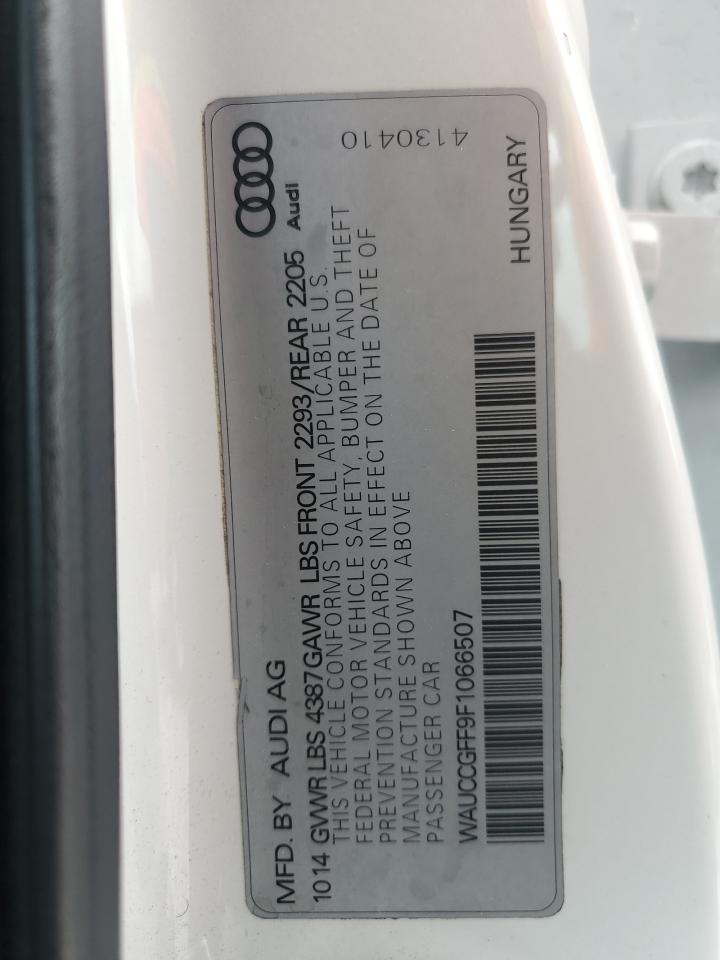 MFD. BY AUDI AG
Audi
1014 GVWR LBS 4387 GAWR LBS FRONT 2293/REAR 2205
THIS VEHICLE CONFORMS TO ALL APPLICABLE U.S.
FEDERAL MOTOR VEHICLE SAFETY, BUMPER AND THEFT
PREVENTION STANDARDS IN EFFECT ON THE DATE OF
MANUFACTURE SHOWN ABOVE
PASSENGER CAR
4130410
WAUCCGFF9F1066507
HUNGARY